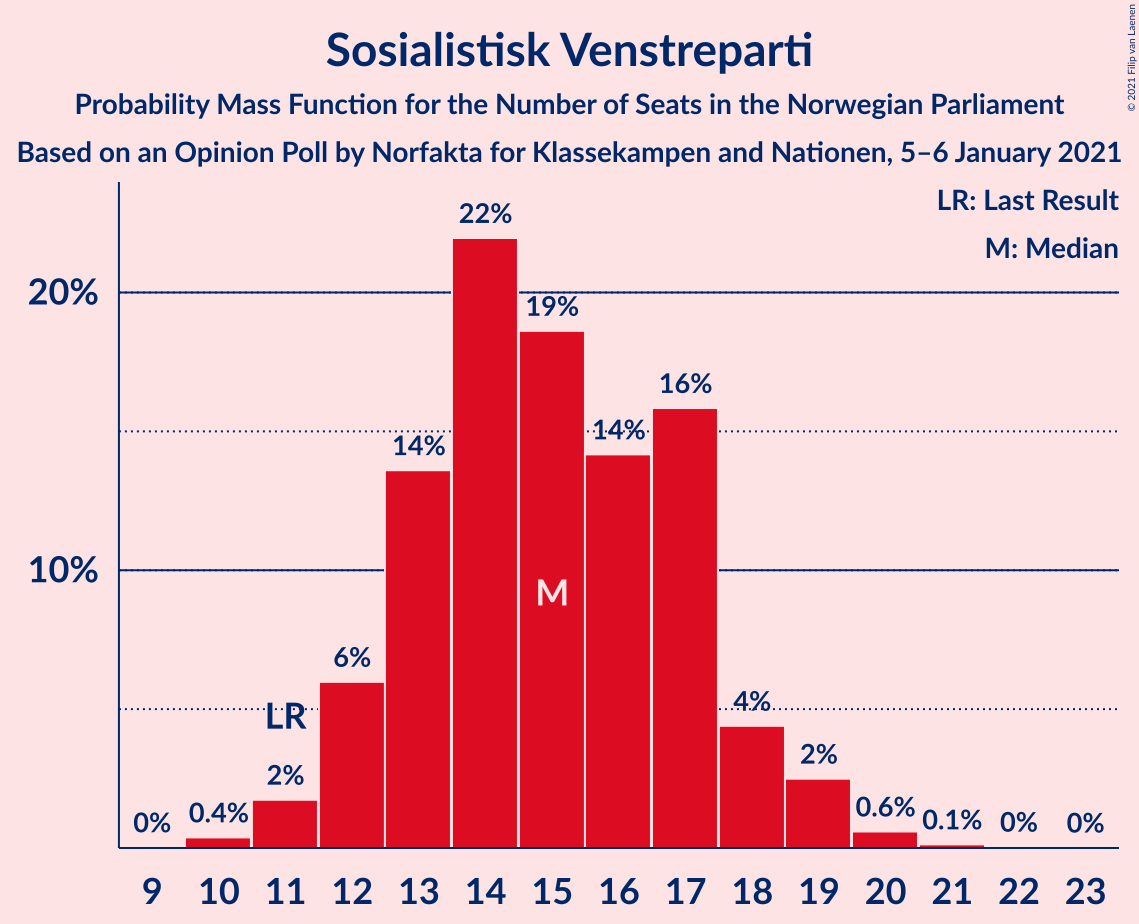 Sosialistisk Venstreparti
Probability Mass Function for the Number of Seats in the Norwegian Parliament
Based on an Opinion Poll by Norfakta for Klassekampen and Nationen, 5–6 January 2021
© 2021 Filip van Laenen
LR: Last Result
M: Median
20%
10%
0%
0.4%
2%
LR
6%
14%
22%
19%
M
14%
16%
4%
2%
0.6%
0.1%
0%
0%
9 10 11 12 13 14 15 16 17 18 19 20 21 22 23